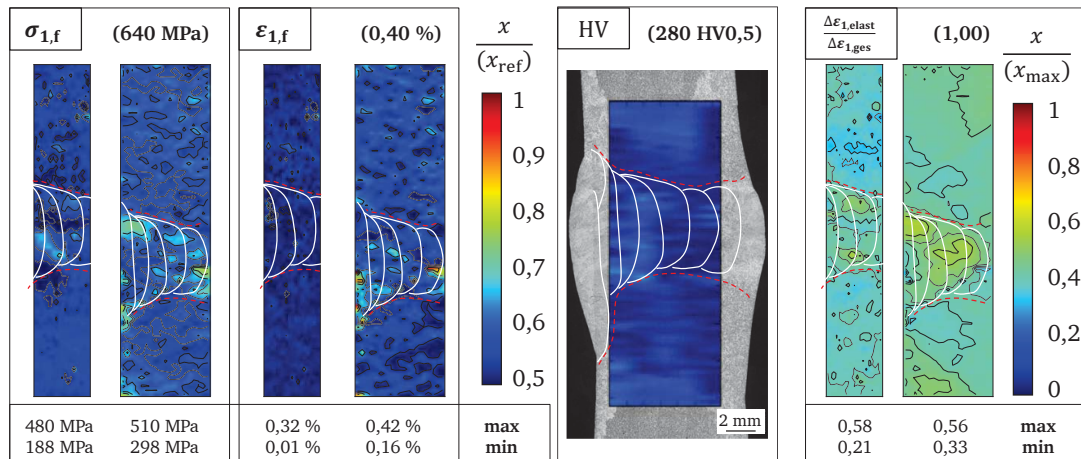 σ1,f (640 MPa)
480 MPa 510 MPa
188 MPa 298 MPa
ε1,f (0,40 %)
0,32 % 0,42 %
0,01 % 0,16 %
x
(xref)
1
0,9
0,8
0,7
0,6
0,5
max
min
HV (280 HV0,5)
2 mm
Δε1,elast
Δε1,ges
(1,00)
x
(xmax)
1
0,8
0,6
0,4
0,2
0
0,58 0,56 max
0,21 0,33 min